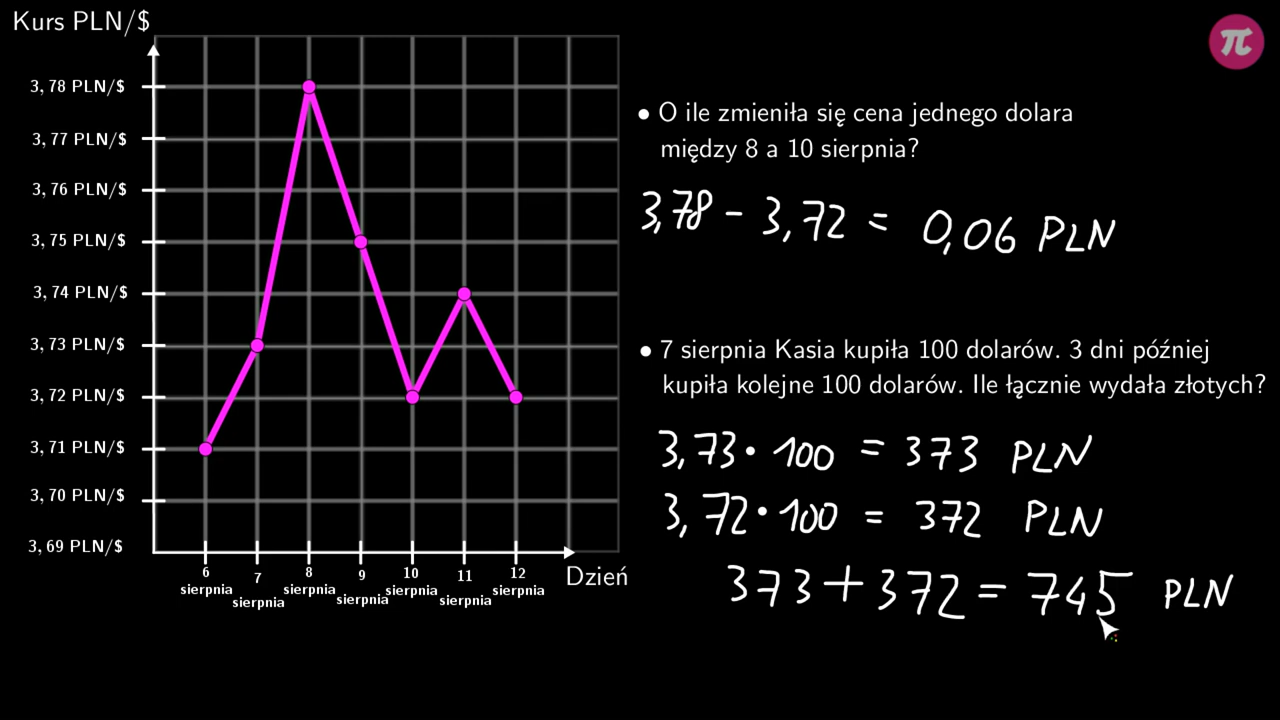 Kurs PLN/$
3, 78 PLN/$
3, 77 PLN/$
3, 76 PLN/$
3, 75 PLN/$
3, 74 PLN/$
3, 73 PLN/$
3, 72 PLN/$
3, 71 PLN/$
3, 70 PLN/$
3, 69 PLN/$
6 sierpnia
7 sierpnia
8 sierpnia
9 sierpnia
10 sierpnia
11 sierpnia
12 sierpnia
Dzień
π
• O ile zmieniła się cena jednego dolara
między 8 a 10 sierpnia?
3,78 - 3,72 = 0,06 PLN
• 7 sierpnia Kasia kupiła 100 dolarów. 3 dni później
kupiła kolejne 100 dolarów. Ile łącznie wydała złotych?
3,73 · 100 = 373 PLN
3,72 · 100 = 372 PLN
373 + 372 = 745 PLN